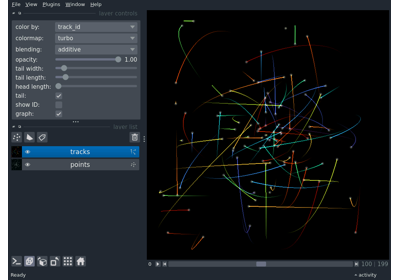 File View Plugins Window Help
layer controls
color by: track_id
colormap: turbo
blending: additive
opacity: 1.00
tail width:
tail length:
head length:
tail:
show ID:
graph:
layer list
tracks
points
0 100 199
Ready activity